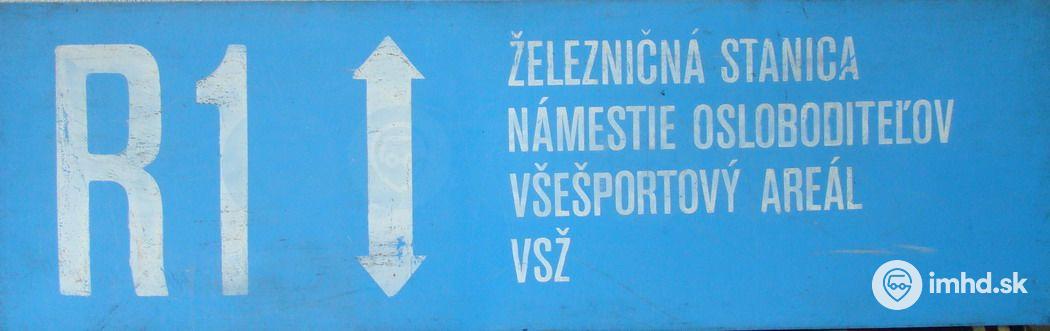 R1
ŽELEZNIČNÁ STANICA
NÁMESTIE OSLOBODITEĽOV
VŠEŠPORTOVÝ AREÁL
VSŽ
imhd.sk